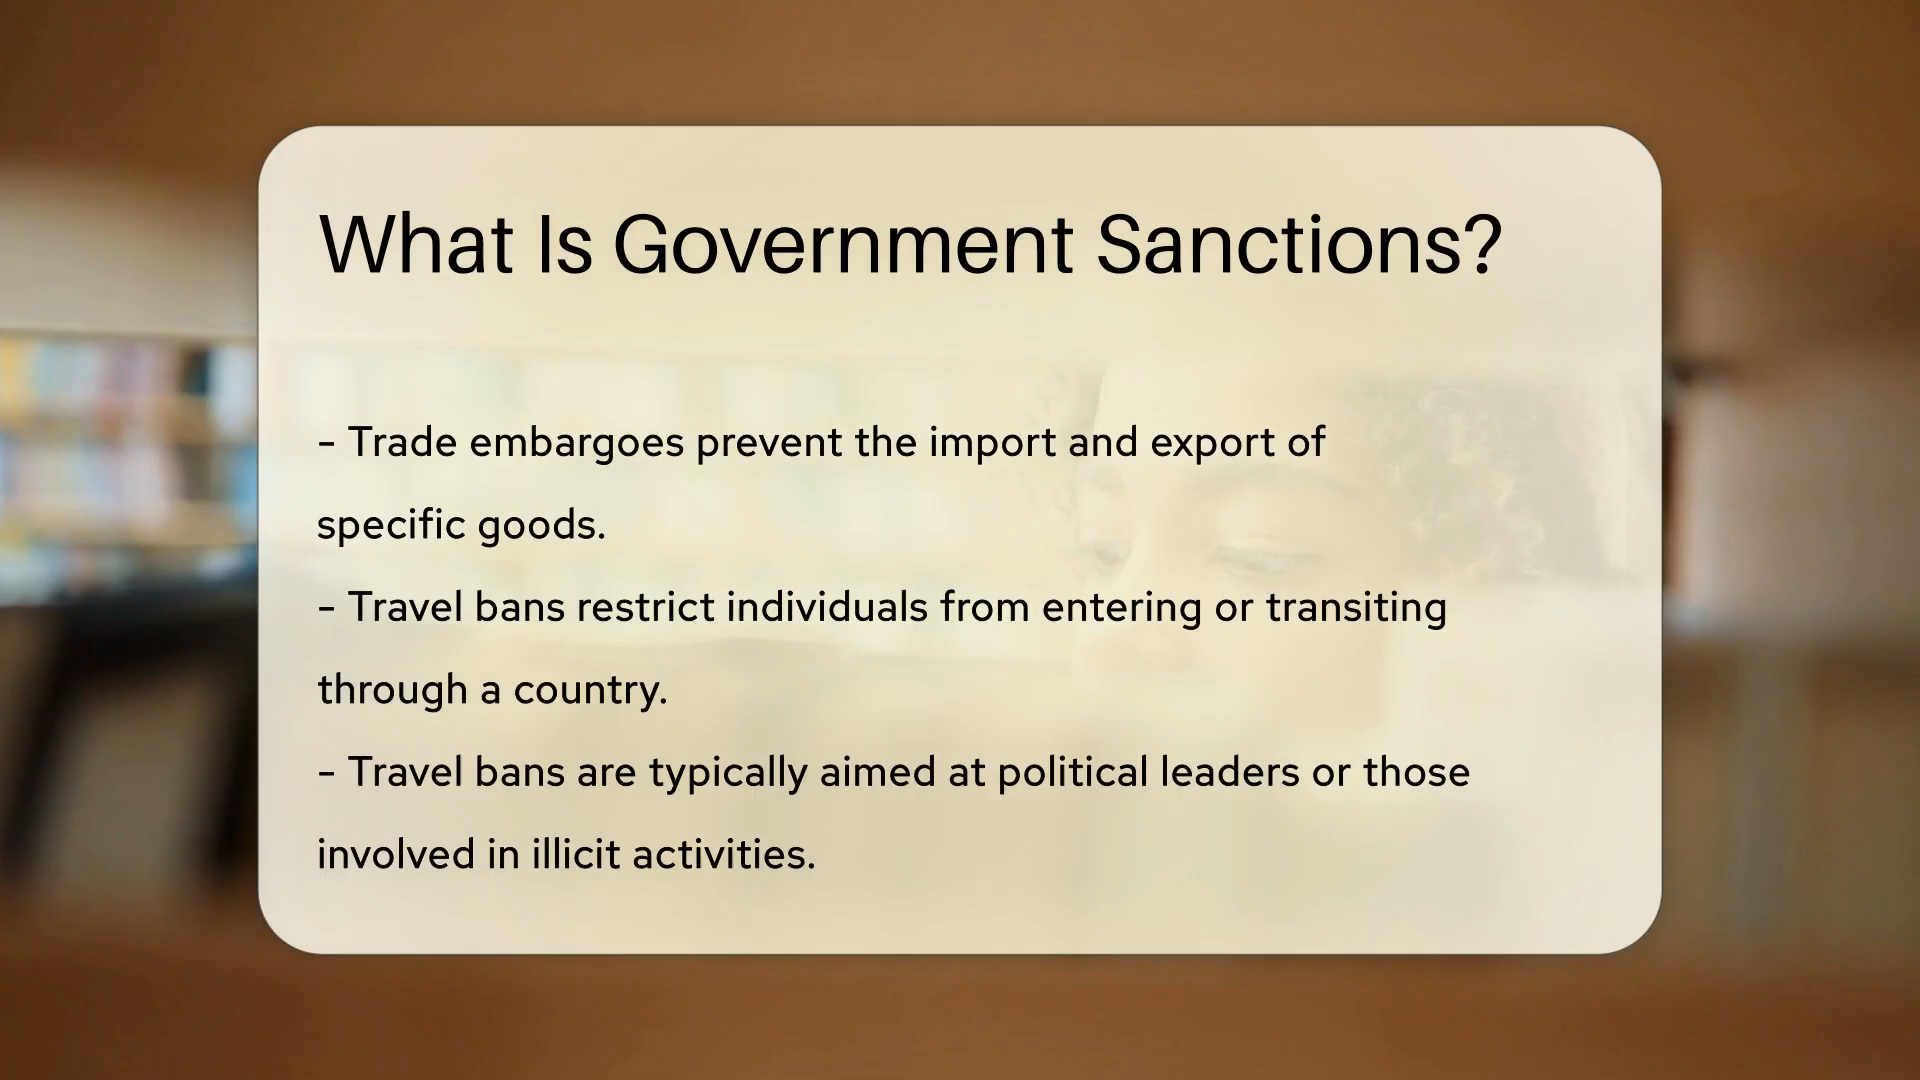 What Is Government Sanctions?
- Trade embargoes prevent the import and export of
specific goods.
- Travel bans restrict individuals from entering or transiting
through a country.
- Travel bans are typically aimed at political leaders or those
involved in illicit activities.